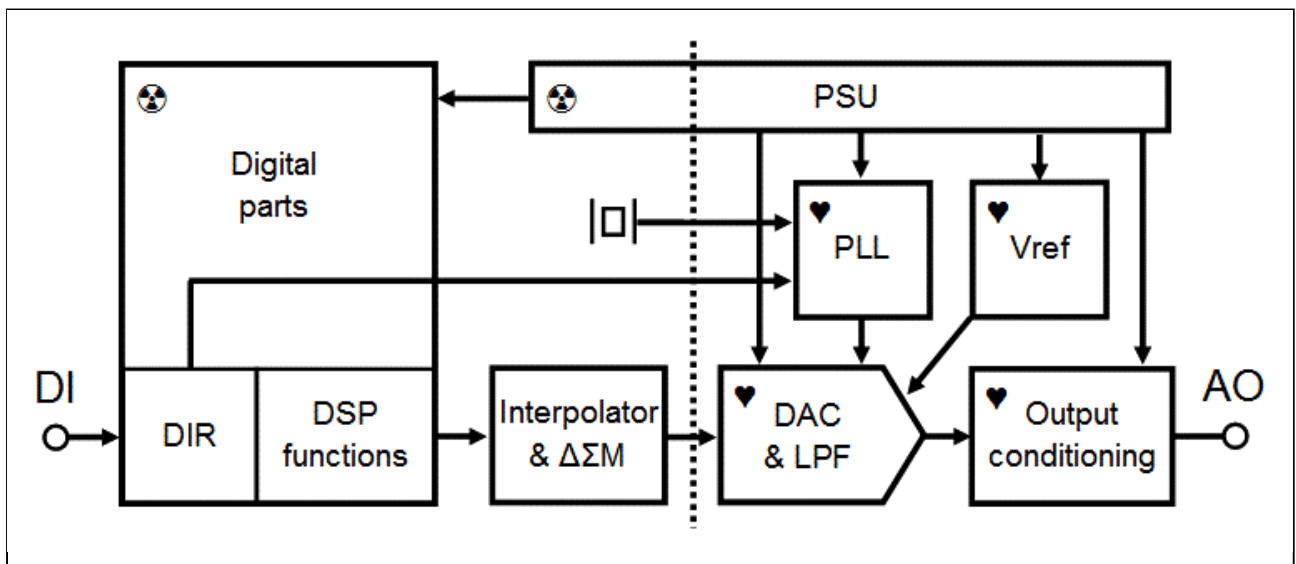 PSU
Digital
parts
PLL
Vref
DI
DIR
DSP
functions
Interpolator
& ΔΣM
DAC
& LPF
Output
conditioning
AO